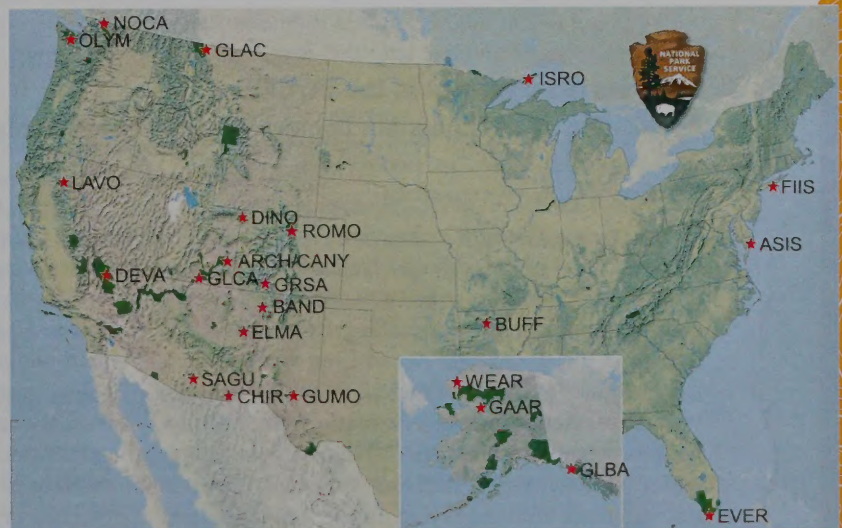 NOCA
OLYM
GLAC
ISRO
NATIONAL
PARK
SERVICE
LAVO
FIIS
DINO
ROMO
ASIS
ARCH/CANY
DEVA
GLCA
GRSA
BAND
BUFF
ELMA
SAGU
CHIR
GUMO
WEAR
GAAR
GLBA
EVER